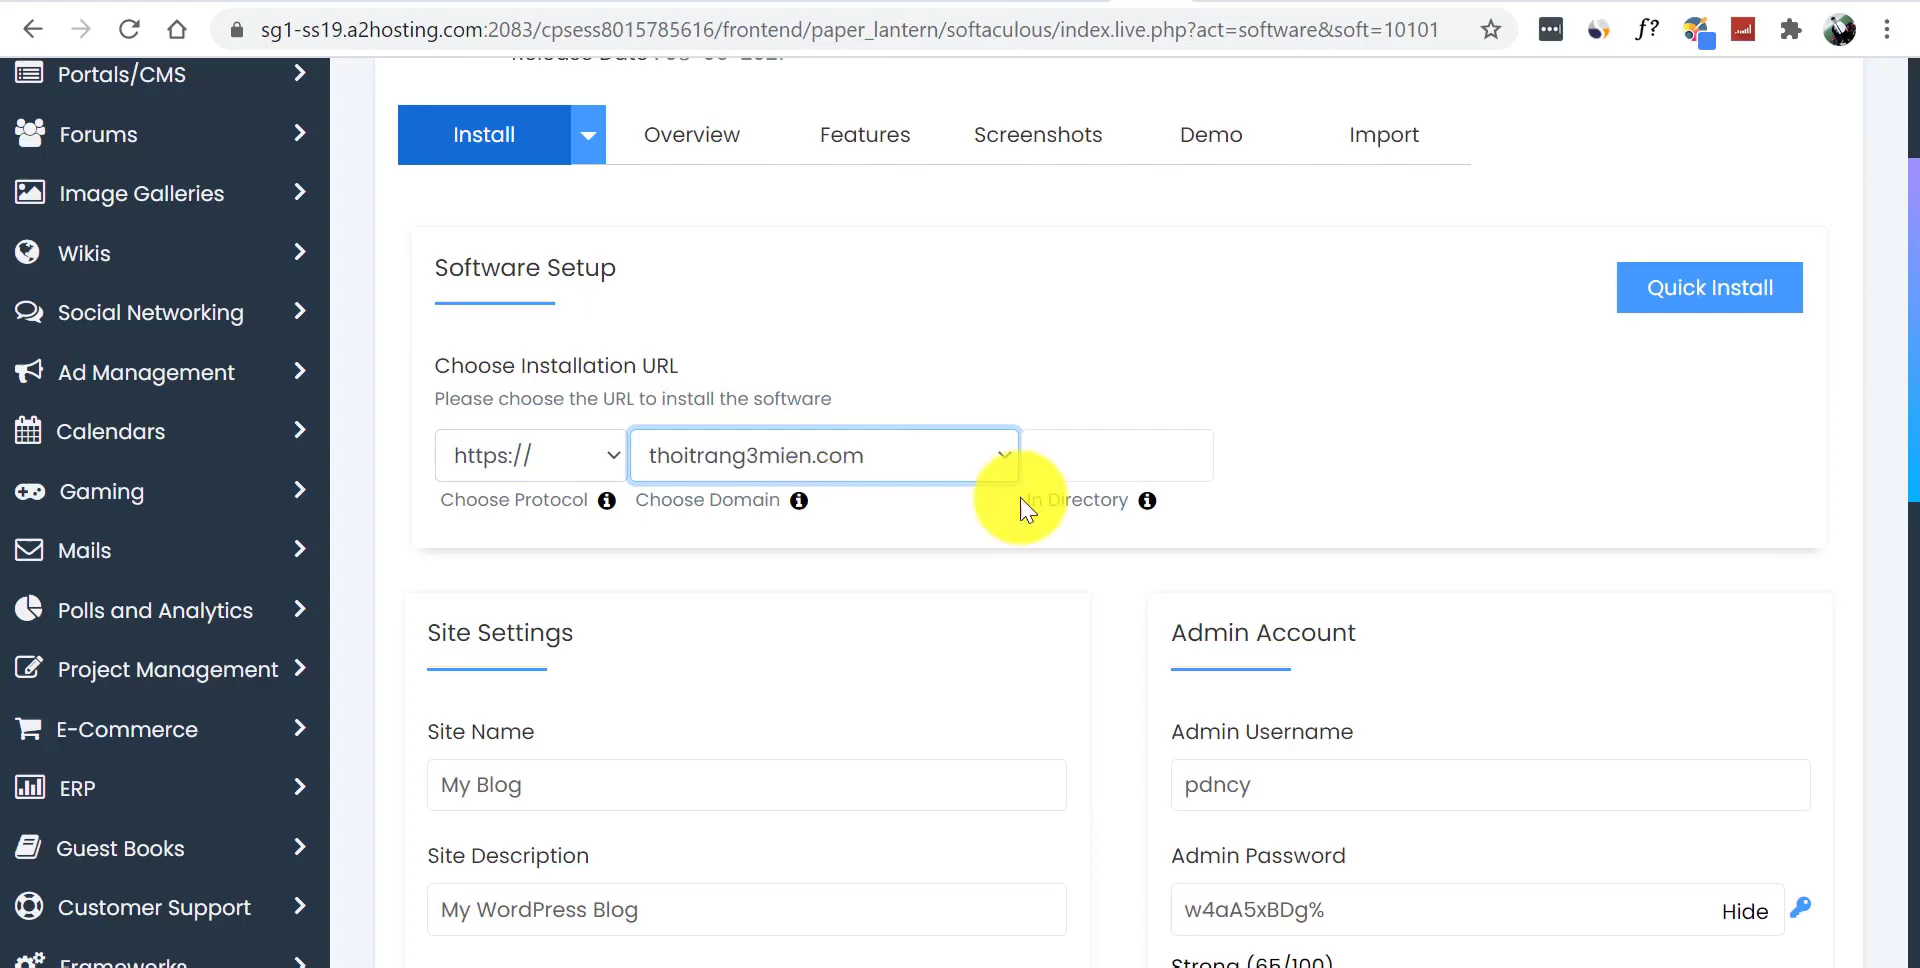 sg1-ss19.a2hosting.com:2083/cpsess8015785616/frontend/paper_lantern/softaculous/index.live.php?act=software&soft=10101
f?
Portals/CMS
Forums
Image Galleries
Wikis
Social Networking
Ad Management
Calendars
Gaming
Mails
Polls and Analytics
Project Management
E-Commerce
ERP
Guest Books
Customer Support
Frameworks
Install
Overview
Features
Screenshots
Demo
Import
Software Setup
Quick Install
Choose Installation URL
Please choose the URL to install the software
https://
thoitrang3mien.com
Choose Protocol
Choose Domain
In Directory
Site Settings
Site Name
My Blog
Site Description
My WordPress Blog
Admin Account
Admin Username
pdncy
Admin Password
w4aA5xBDg%
Hide
Strong (65/100)